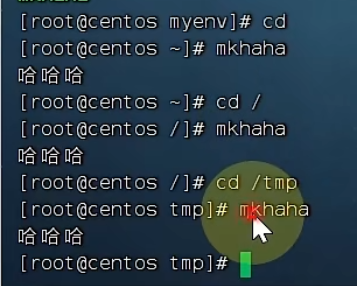 [root@centos myenv]# cd
[root@centos ~]# mkhaha
哈哈哈
[root@centos ~]# cd /
[root@centos /]# mkhaha
哈哈哈
[root@centos /]# cd /tmp
[root@centos tmp]# mkhaha
哈哈哈
[root@centos tmp]#